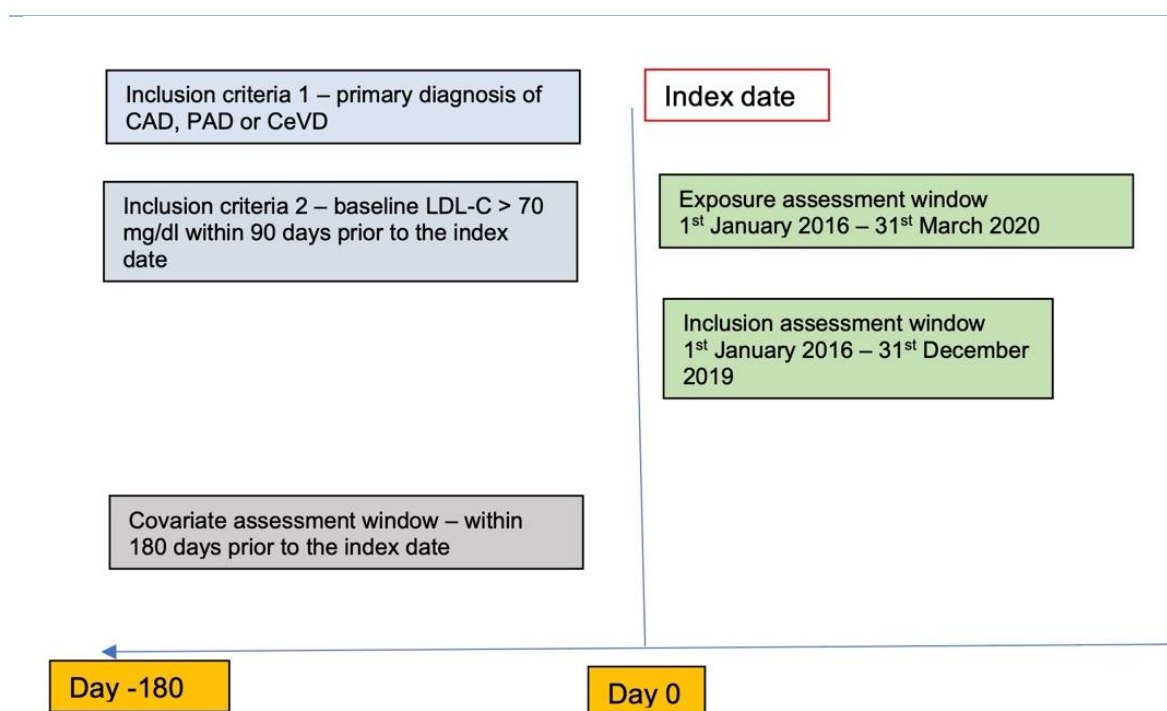 Inclusion criteria 1 – primary diagnosis of
CAD, PAD or CeVD
Index date
Inclusion criteria 2 – baseline LDL-C > 70
mg/dl within 90 days prior to the index
date
Exposure assessment window
1st January 2016 – 31st March 2020
Inclusion assessment window
1st January 2016 – 31st December
2019
Covariate assessment window – within
180 days prior to the index date
Day -180
Day 0